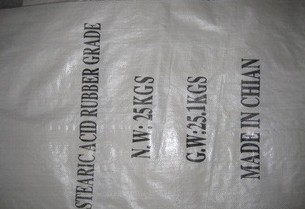 STEARIC ACID RUBBER GRADE
N.W: 25KGS
G.W:25.1KGS
MADE IN CHIAN